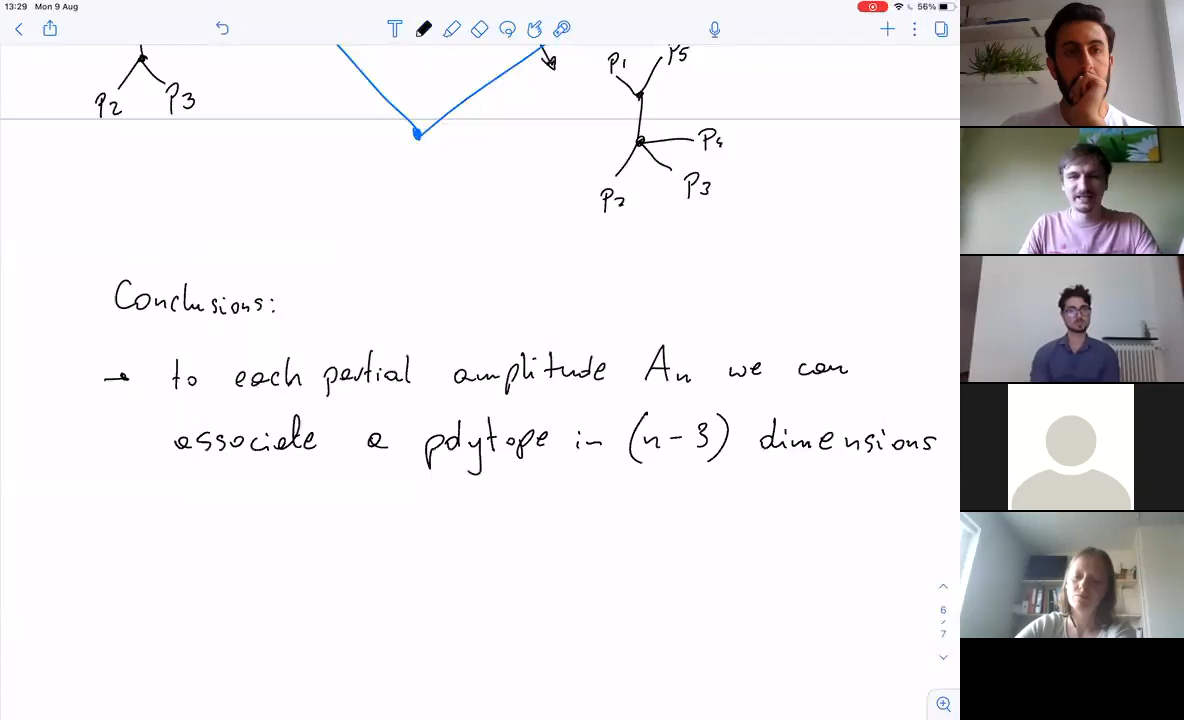 13:29 Mon 9 Aug
56%
P1 P5
P2 P3
P4
P2 P3
Conclusions:
→ to each partial amplitude An we can
associate a polytope in (n-3) dimensions
6
/
7